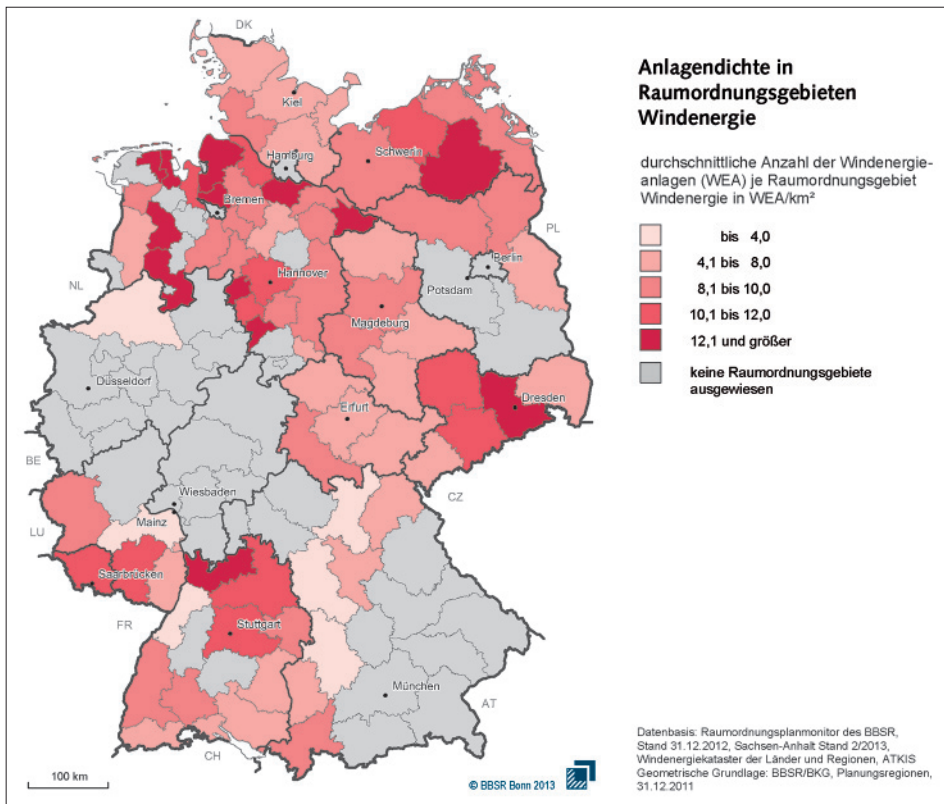 Anlagendichte in
Raumordnungsgebieten
Windenergie
durchschnittliche Anzahl der Windenergie-
anlagen (WEA) je Raumordnungsgebiet
Windenergie in WEA/km²
bis 4,0
4,1 bis 8,0
8,1 bis 10,0
10,1 bis 12,0
12,1 und größer
keine Raumordnungsgebiete
ausgewiesen
DK
Kiel
Schwerin
Hamburg
Bremen
PL
Berlin
Hannover
Potsdam
NL
Magdeburg
Düsseldorf
Dresden
Erfurt
BE
Wiesbaden
CZ
Mainz
LU
Saarbrücken
FR
Stuttgart
München
AT
CH
100 km
© BBSR Bonn 2013
Datenbasis: Raumordnungsplanmonitor des BBSR,
Stand 31.12.2012, Sachsen-Anhalt Stand 2/2013,
Windenergiekataster der Länder und Regionen, ATKIS
Geometrische Grundlage: BBSR/BKG, Planungsregionen,
31.12.2011